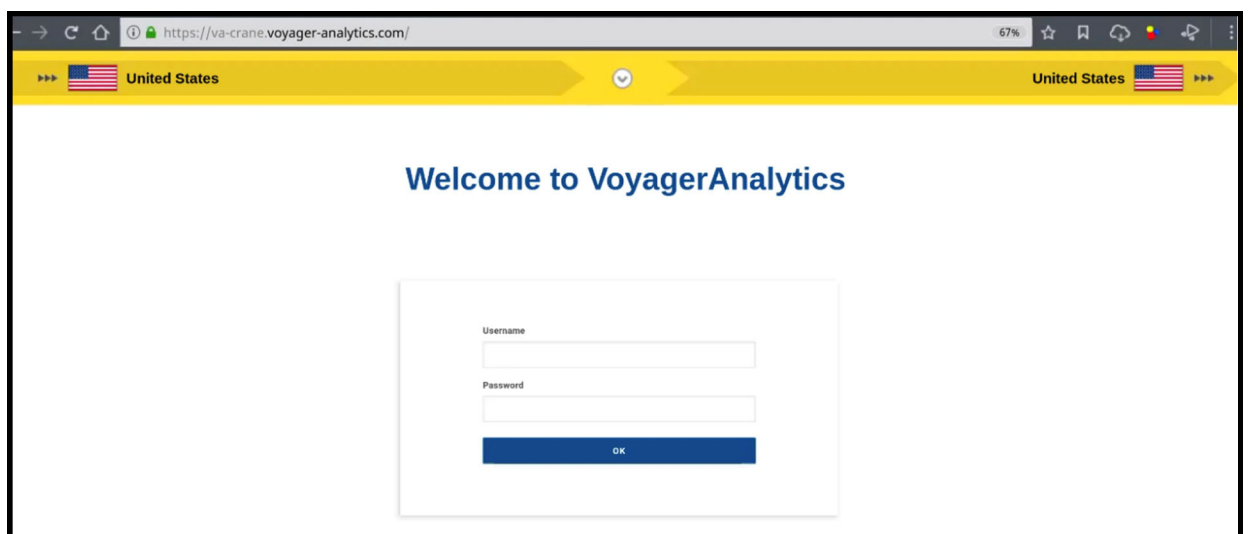 https://va-crane.voyager-analytics.com/ 67%
United States United States
Welcome to VoyagerAnalytics
Username
Password
OK